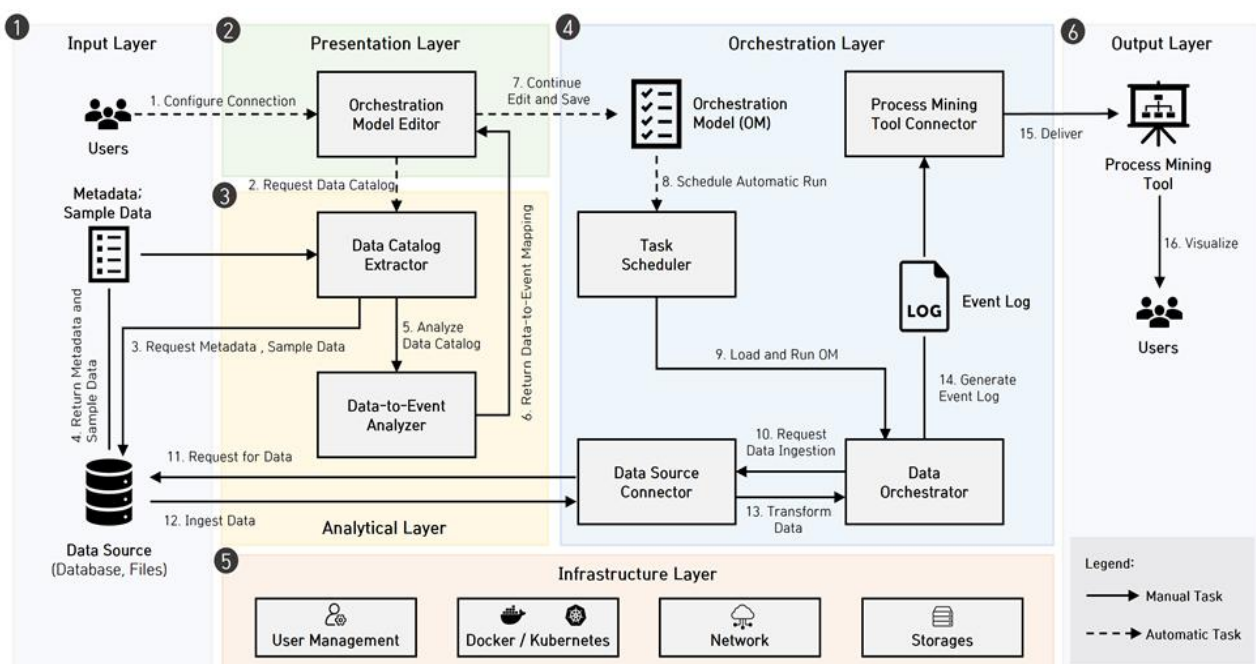 1
Input Layer
2
Presentation Layer
4
Orchestration Layer
6
Output Layer
Users
1. Configure Connection
Orchestration
Model Editor
7. Continue
Edit and Save
Orchestration
Model (OM)
Process Mining
Tool Connector
15. Deliver
Process Mining
Tool
2. Request Data Catalog
8. Schedule Automatic Run
3
Metadata;
Sample Data
Data Catalog
Extractor
6. Return Data-to-Event Mapping
Task
Scheduler
16. Visualize
LOG
Event Log
Users
4. Return Metadata and
Sample Data
3. Request Metadata , Sample Data
5. Analyze
Data Catalog
9. Load and Run OM
14. Generate
Event Log
Data-to-Event
Analyzer
11. Request for Data
10. Request
Data Ingestion
Data Source
Connector
Data
Orchestrator
12. Ingest Data
13. Transform
Data
Analytical Layer
Data Source
(Database, Files)
5
Infrastructure Layer
User Management
Docker / Kubernetes
Network
Storages
Legend:
Manual Task
Automatic Task